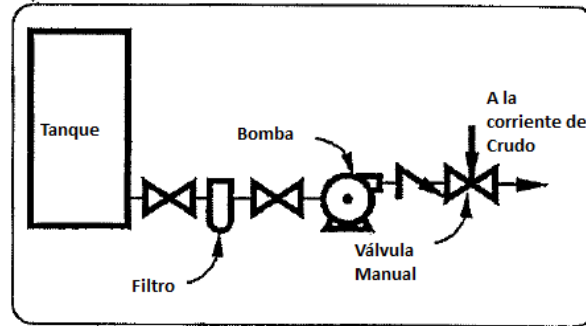 Tanque
Bomba
A la
corriente de
Crudo
Filtro
Válvula
Manual